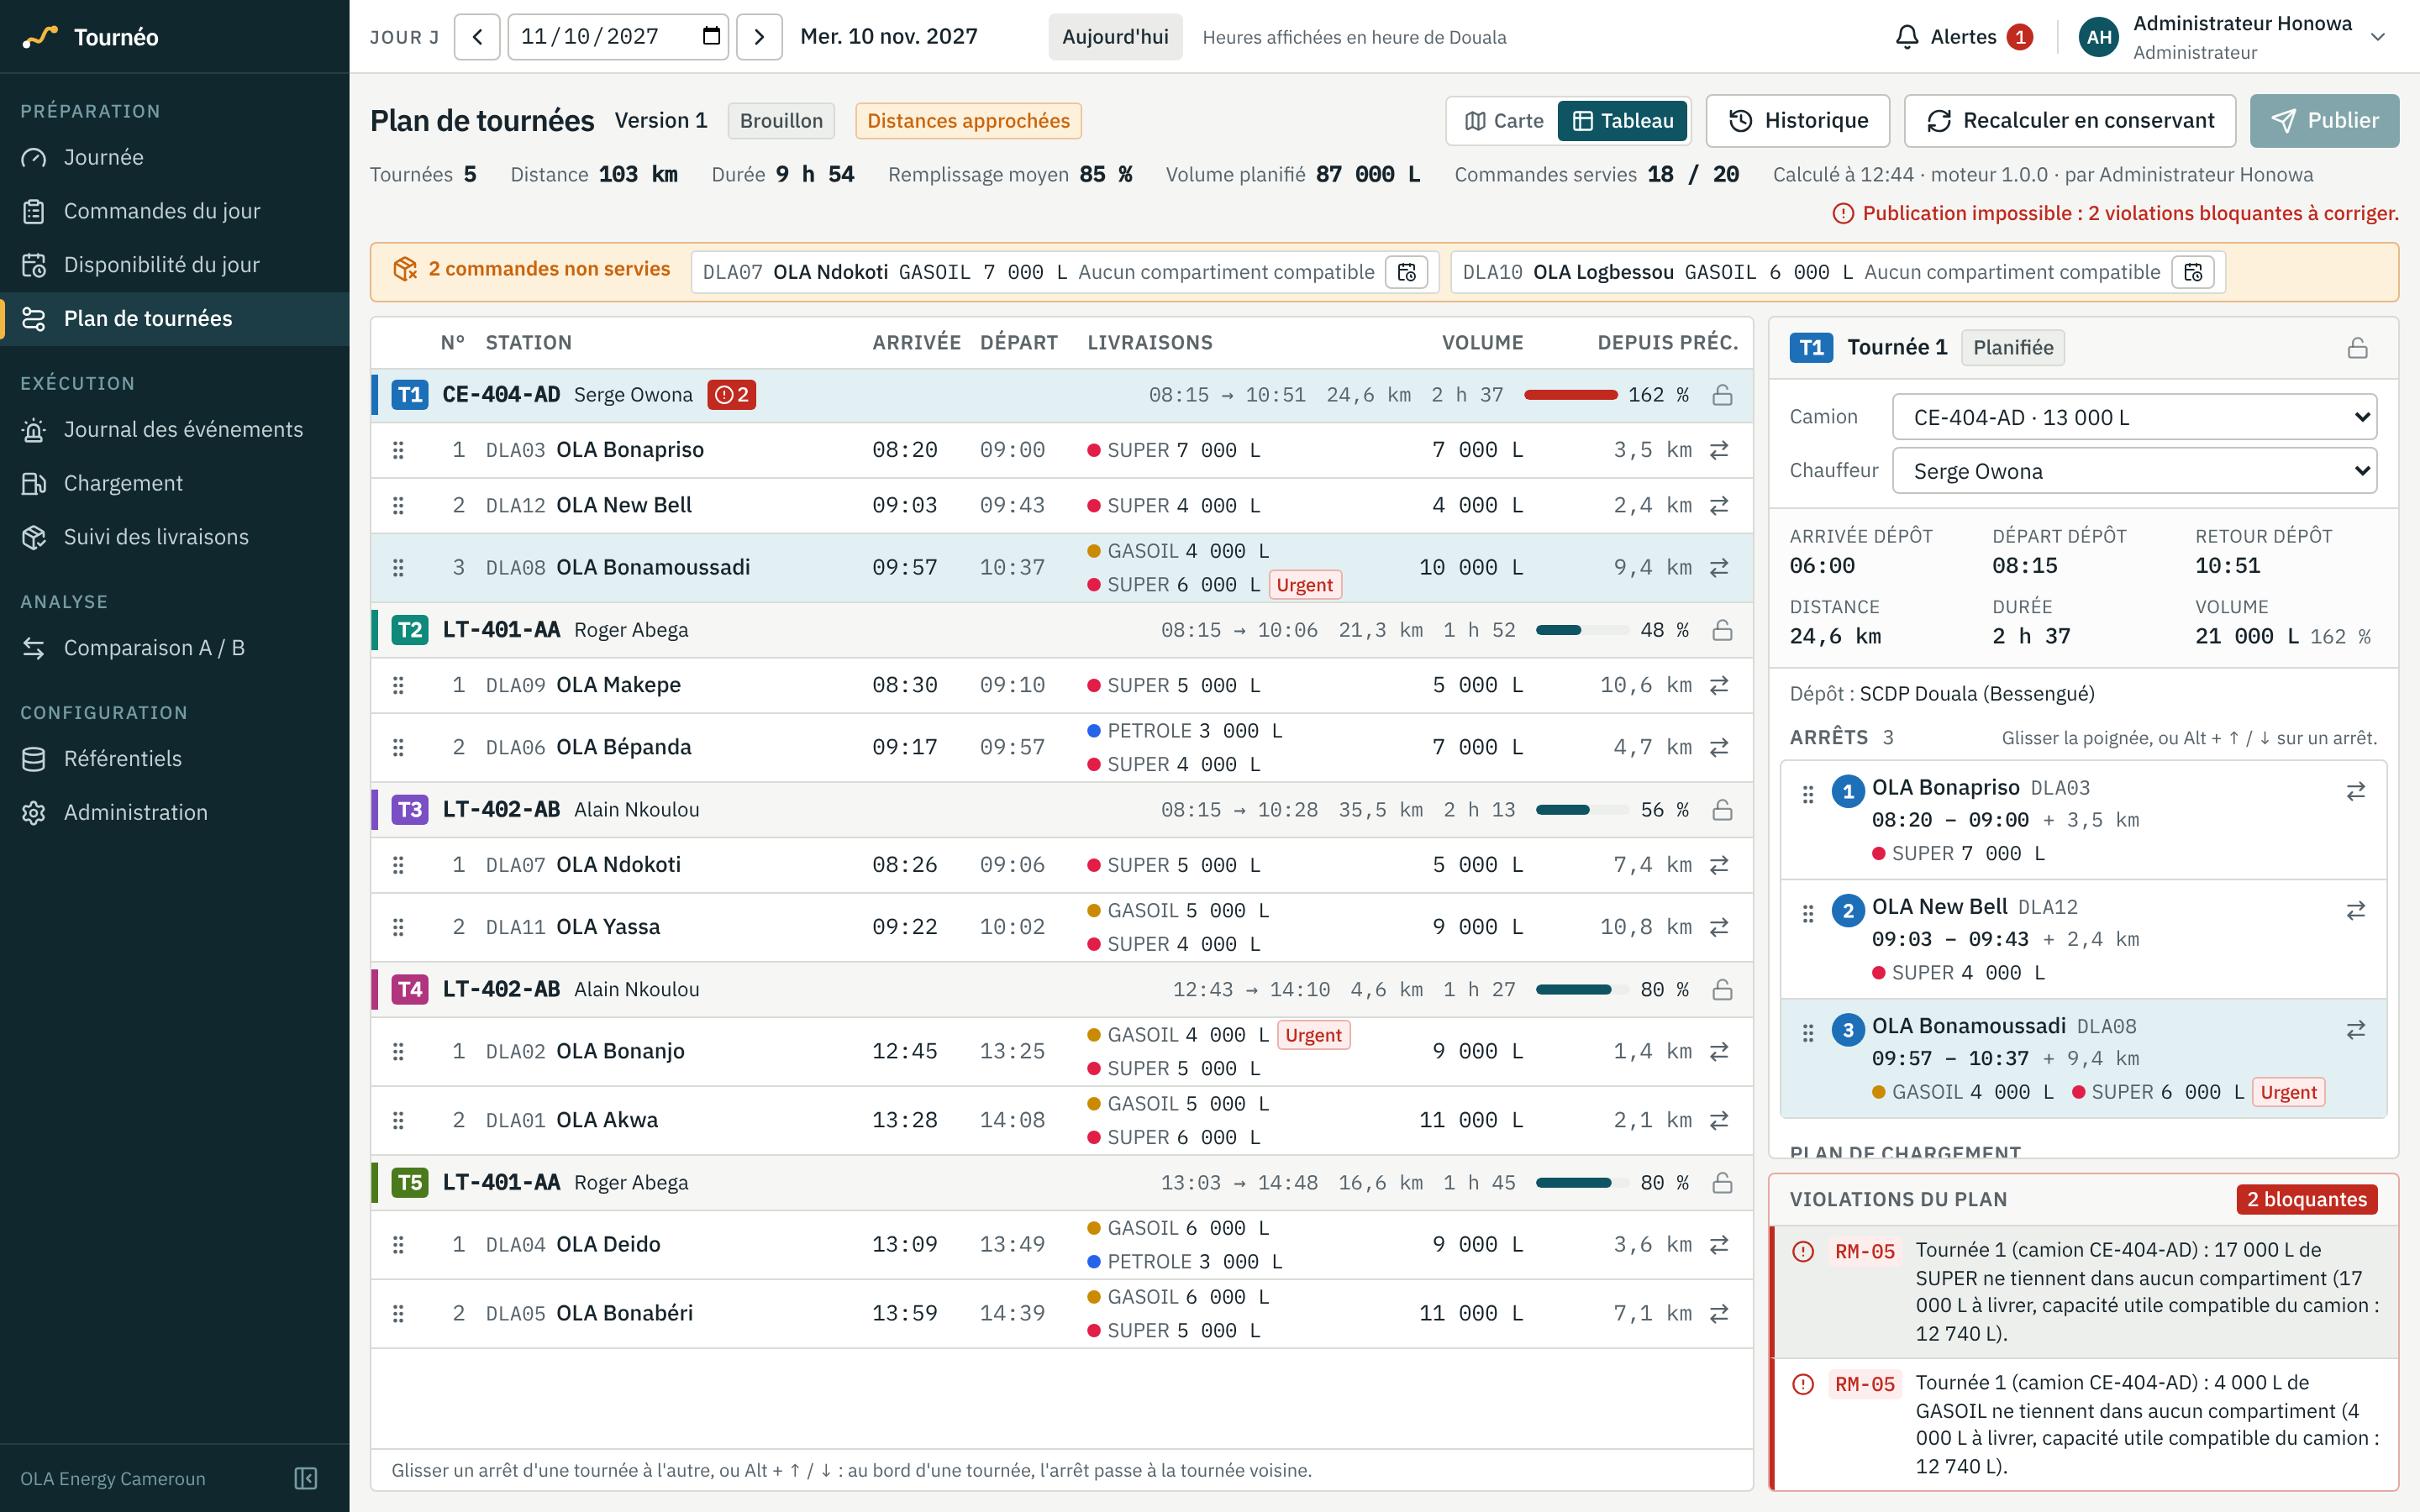 Tournéo
JOUR J
11/10/2027
Mer. 10 nov. 2027
Aujourd'hui
Heures affichées en heure de Douala
Alertes 1
AH
Administrateur Honowa
Administrateur
PRÉPARATION
Journée
Commandes du jour
Disponibilité du jour
Plan de tournées
EXÉCUTION
Journal des événements
Chargement
Suivi des livraisons
ANALYSE
Comparaison A / B
CONFIGURATION
Référentiels
Administration
OLA Energy Cameroun
Plan de tournées Version 1 Brouillon Distances approchées
Carte Tableau Historique Recalculer en conservant Publier
Tournées 5 Distance 103 km Durée 9 h 54 Remplissage moyen 85 % Volume planifié 87 000 L Commandes servies 18 / 20 Calculé à 12:44 · moteur 1.0.0 · par Administrateur Honowa
Publication impossible : 2 violations bloquantes à corriger.
2 commandes non servies DLA07 OLA Ndokoti GASOIL 7 000 L Aucun compartiment compatible DLA10 OLA Logbessou GASOIL 6 000 L Aucun compartiment compatible
N° STATION ARRIVÉE DÉPART LIVRAISONS VOLUME DEPUIS PRÉC.
T1 CE-404-AD Serge Owona 2 08:15 → 10:51 24,6 km 2 h 37 162 %
1 DLA03 OLA Bonapriso 08:20 09:00 SUPER 7 000 L 7 000 L 3,5 km
2 DLA12 OLA New Bell 09:03 09:43 SUPER 4 000 L 4 000 L 2,4 km
3 DLA08 OLA Bonamoussadi 09:57 10:37 GASOIL 4 000 L 10 000 L 9,4 km
SUPER 6 000 L Urgent
T2 LT-401-AA Roger Abega 08:15 → 10:06 21,3 km 1 h 52 48 %
1 DLA09 OLA Makepe 08:30 09:10 SUPER 5 000 L 5 000 L 10,6 km
2 DLA06 OLA Bépanda 09:17 09:57 PETROLE 3 000 L 7 000 L 4,7 km
SUPER 4 000 L
T3 LT-402-AB Alain Nkoulou 08:15 → 10:28 35,5 km 2 h 13 56 %
1 DLA07 OLA Ndokoti 08:26 09:06 SUPER 5 000 L 5 000 L 7,4 km
2 DLA11 OLA Yassa 09:22 10:02 GASOIL 5 000 L 9 000 L 10,8 km
SUPER 4 000 L
T4 LT-402-AB Alain Nkoulou 12:43 → 14:10 4,6 km 1 h 27 80 %
1 DLA02 OLA Bonanjo 12:45 13:25 GASOIL 4 000 L Urgent 9 000 L 1,4 km
SUPER 5 000 L
2 DLA01 OLA Akwa 13:28 14:08 GASOIL 5 000 L 11 000 L 2,1 km
SUPER 6 000 L
T5 LT-401-AA Roger Abega 13:03 → 14:48 16,6 km 1 h 45 80 %
1 DLA04 OLA Deido 13:09 13:49 GASOIL 6 000 L 9 000 L 3,6 km
PETROLE 3 000 L
2 DLA05 OLA Bonabéri 13:59 14:39 GASOIL 6 000 L 11 000 L 7,1 km
SUPER 5 000 L
Glisser un arrêt d'une tournée à l'autre, ou Alt + ↑ / ↓ : au bord d'une tournée, l'arrêt passe à la tournée voisine.
T1 Tournée 1 Planifiée
Camion CE-404-AD · 13 000 L
Chauffeur Serge Owona
ARRIVÉE DÉPÔT DÉPART DÉPÔT RETOUR DÉPÔT
06:00 08:15 10:51
DISTANCE DURÉE VOLUME
24,6 km 2 h 37 21 000 L 162 %
Dépôt : SCDP Douala (Bessengué)
ARRÊTS 3 Glisser la poignée, ou Alt + ↑ / ↓ sur un arrêt.
1 OLA Bonapriso DLA03
08:20 – 09:00 + 3,5 km
SUPER 7 000 L
2 OLA New Bell DLA12
09:03 – 09:43 + 2,4 km
SUPER 4 000 L
3 OLA Bonamoussadi DLA08
09:57 – 10:37 + 9,4 km
GASOIL 4 000 L SUPER 6 000 L Urgent
PLAN DE CHARGEMENT
VIOLATIONS DU PLAN 2 bloquantes
RM-05 Tournée 1 (camion CE-404-AD) : 17 000 L de
SUPER ne tiennent dans aucun compartiment (17
000 L à livrer, capacité utile compatible du camion :
12 740 L).
RM-05 Tournée 1 (camion CE-404-AD) : 4 000 L de
GASOIL ne tiennent dans aucun compartiment (4
000 L à livrer, capacité utile compatible du camion :
12 740 L).